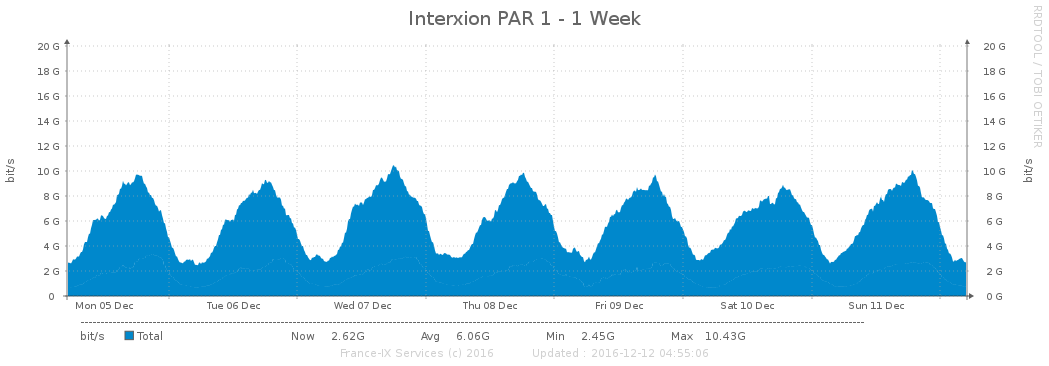 Interxion PAR 1 - 1 Week
RRDTOOL / TOBI OETIKER
20 G 20 G
18 G 18 G
16 G 16 G
14 G 14 G
12 G 12 G
10 G 10 G
8 G 8 G
6 G 6 G
4 G 4 G
2 G 2 G
0 0 G
bit/s bit/s
Mon 05 Dec Tue 06 Dec Wed 07 Dec Thu 08 Dec Fri 09 Dec Sat 10 Dec Sun 11 Dec
bit/s Total Now 2.62G Avg 6.06G Min 2.45G Max 10.43G
France-IX Services (c) 2016 Updated : 2016-12-12 04:55:06